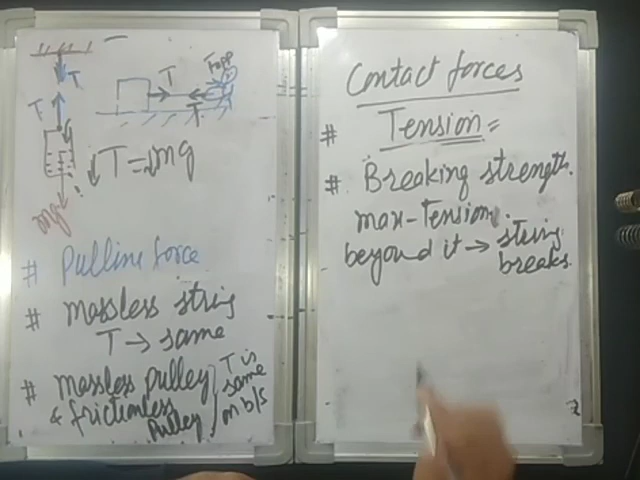 T
T
T
Fapp
T
T = mg
mg
# Pulling force
# Massless string
T → same
# Massless pulley
& frictionless
pulley
T is
same
on b/s
Contact forces
# Tension =
# Breaking strength.
max-Tension.
beyond it → string
breaks.